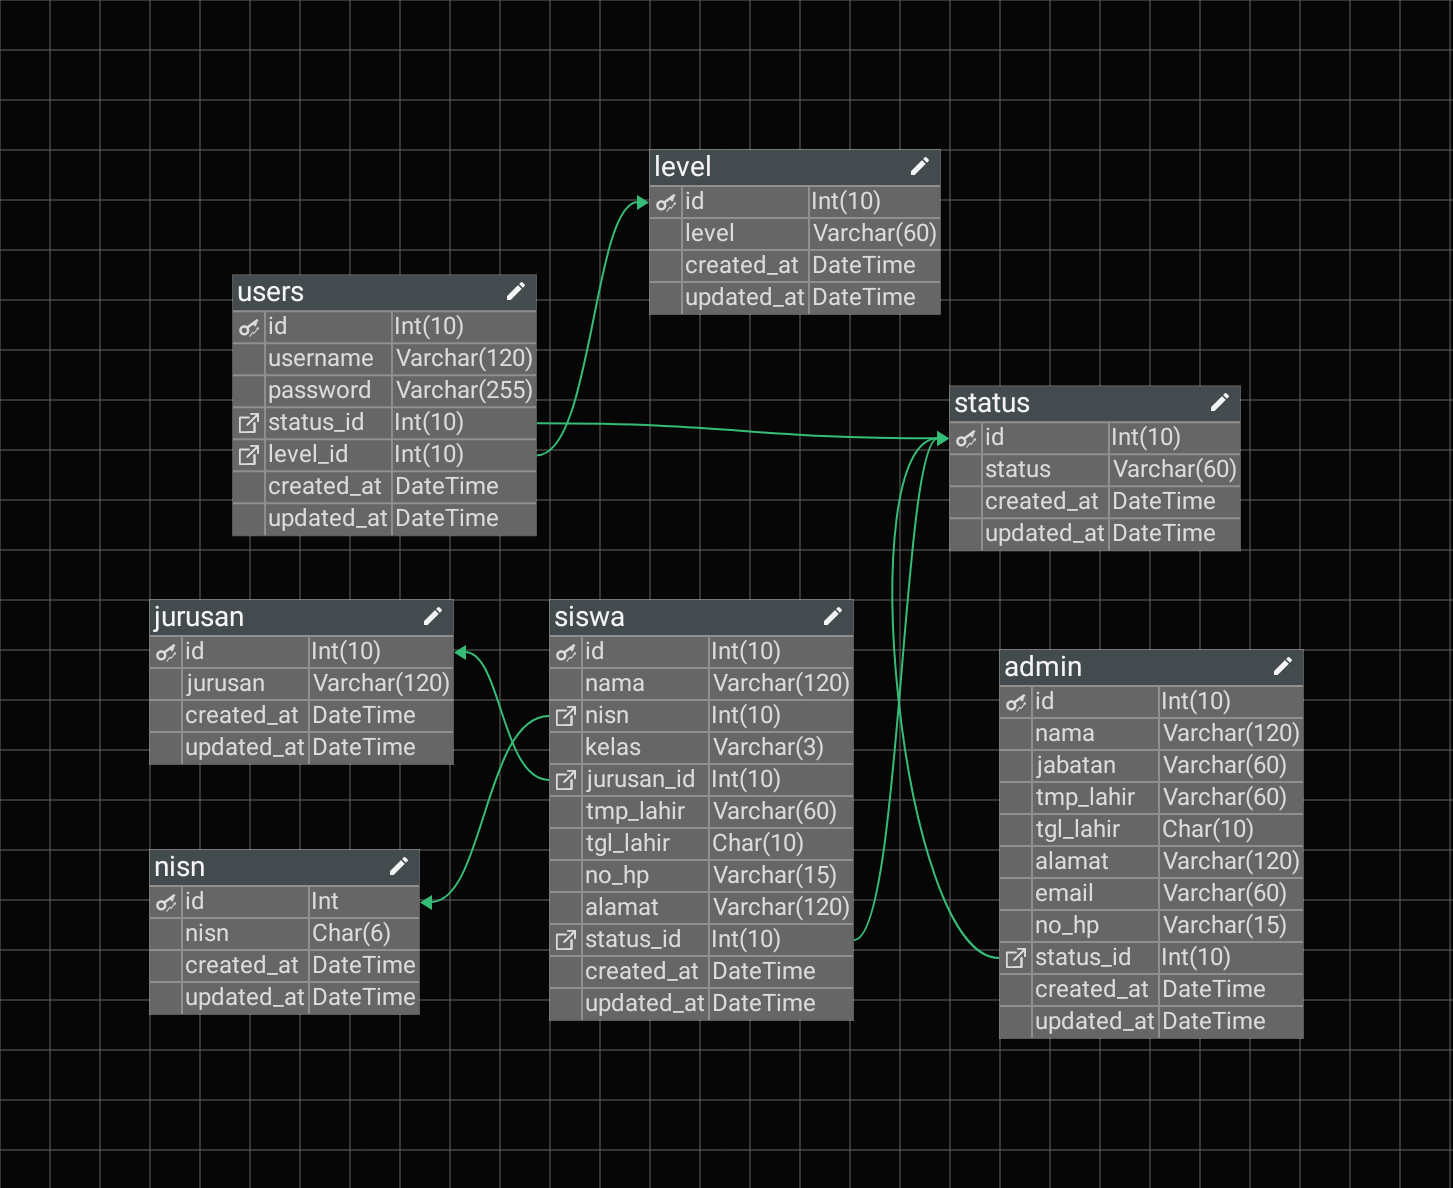 level
id Int(10)
level Varchar(60)
created_at DateTime
updated_at DateTime
users
id Int(10)
username Varchar(120)
password Varchar(255)
status_id Int(10)
level_id Int(10)
created_at DateTime
updated_at DateTime
status
id Int(10)
status Varchar(60)
created_at DateTime
updated_at DateTime
jurusan
id Int(10)
jurusan Varchar(120)
created_at DateTime
updated_at DateTime
siswa
id Int(10)
nama Varchar(120)
nisn Int(10)
kelas Varchar(3)
jurusan_id Int(10)
tmp_lahir Varchar(60)
tgl_lahir Char(10)
no_hp Varchar(15)
alamat Varchar(120)
status_id Int(10)
created_at DateTime
updated_at DateTime
admin
id Int(10)
nama Varchar(120)
jabatan Varchar(60)
tmp_lahir Varchar(60)
tgl_lahir Char(10)
alamat Varchar(120)
email Varchar(60)
no_hp Varchar(15)
status_id Int(10)
created_at DateTime
updated_at DateTime
nisn
id Int
nisn Char(6)
created_at DateTime
updated_at DateTime